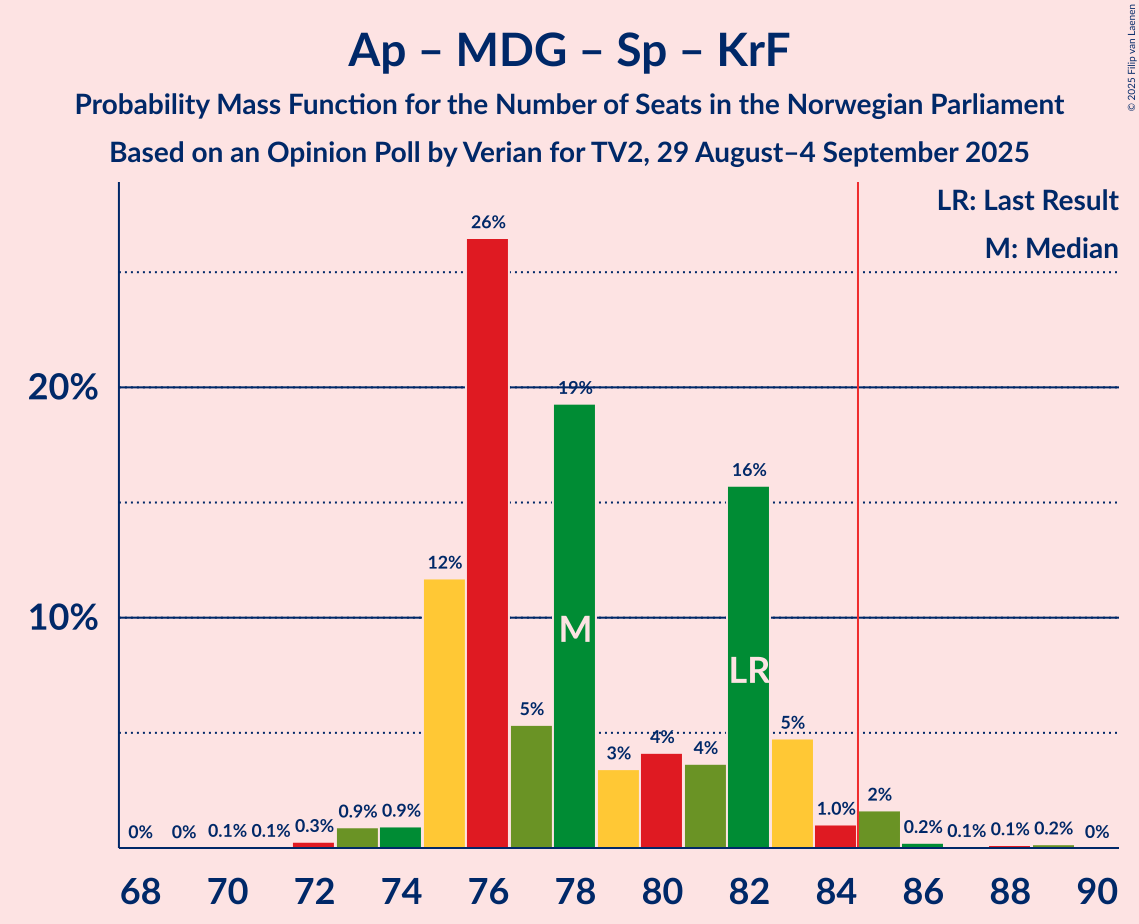 Ap – MDG – Sp – KrF
Probability Mass Function for the Number of Seats in the Norwegian Parliament
Based on an Opinion Poll by Verian for TV2, 29 August–4 September 2025
© 2025 Filip van Laenen
LR: Last Result
M: Median
20%
10%
0%
0%
0.1%
0.1%
0.3%
0.9%
0.9%
12%
26%
5%
19%
3%
4%
4%
16%
5%
1.0%
2%
0.2%
0.1%
0.1%
0.2%
0%
M
LR
68 70 72 74 76 78 80 82 84 86 88 90